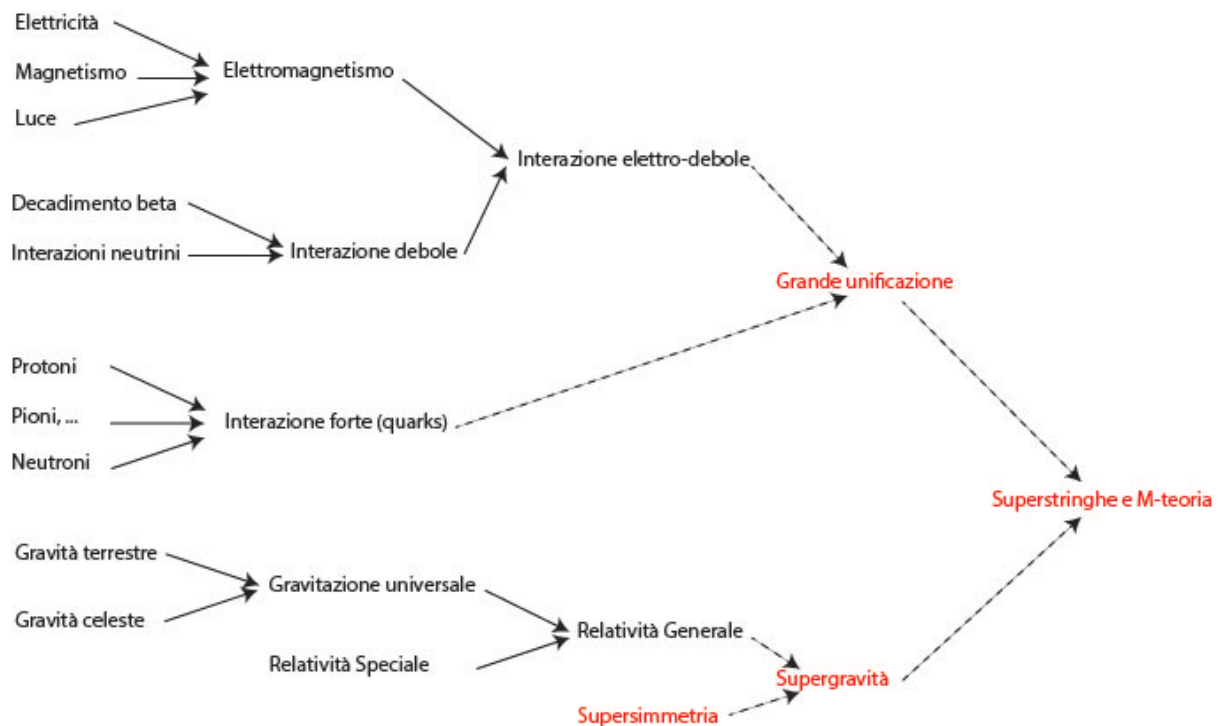 Elettricità
Magnetismo
Elettromagnetismo
Luce
Interazione elettro-debole
Decadimento beta
Interazioni neutrini
Interazione debole
Grande unificazione
Protoni
Pioni, ...
Interazione forte (quarks)
Neutroni
Superstringhe e M-teoria
Gravità terrestre
Gravitazione universale
Gravità celeste
Relatività Generale
Relatività Speciale
Supergravità
Supersimmetria